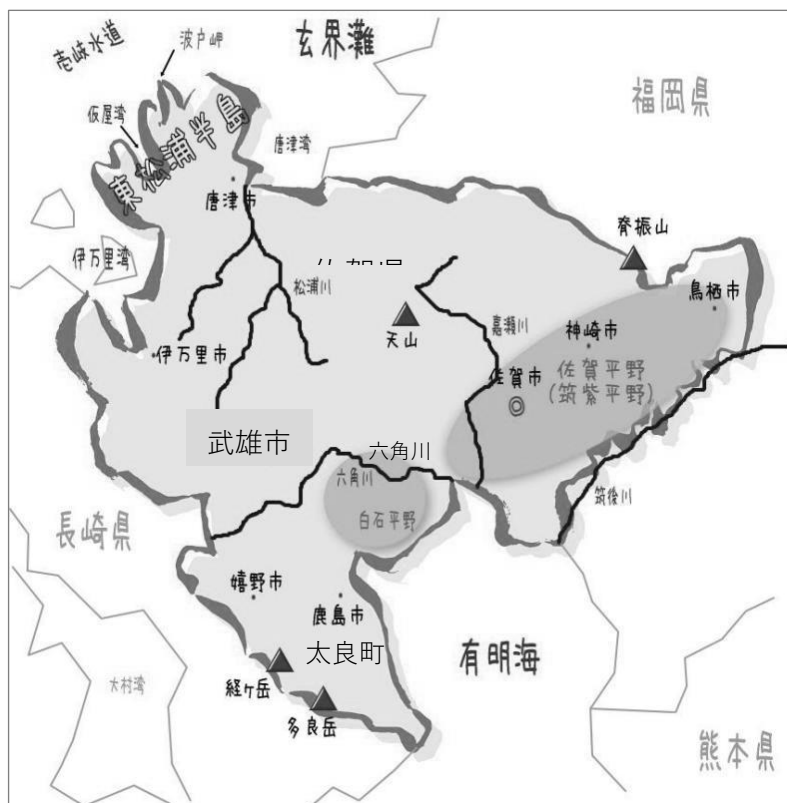 玄界灘
波戸岬
壱岐水道
福岡県
仮屋湾
東松浦半島
唐津湾
唐津市
脊振山
伊万里湾
松浦川
鳥栖市
嘉瀬川
神崎市
天山
伊万里市
佐賀市
佐賀平野
(筑紫平野)
武雄市
六角川
六角川
筑後川
白石平野
長崎県
嬉野市
鹿島市
太良町
有明海
大村湾
経ヶ岳
多良岳
熊本県